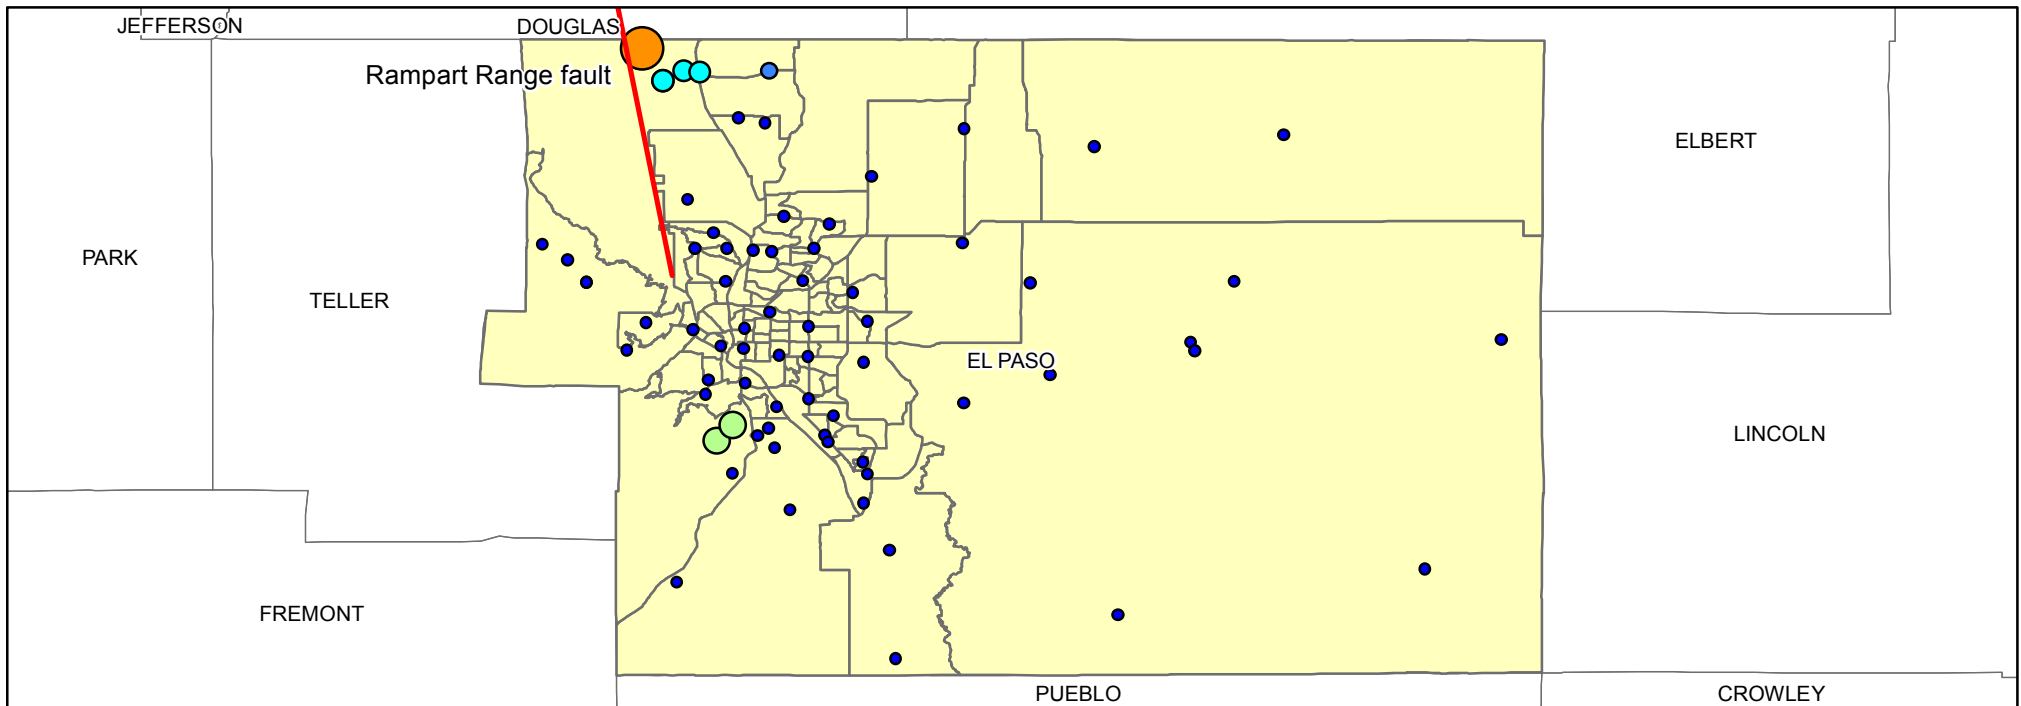 JEFFERSON
DOUGLAS
Rampart Range fault
ELBERT
PARK
TELLER
EL PASO
LINCOLN
FREMONT
PUEBLO
CROWLEY